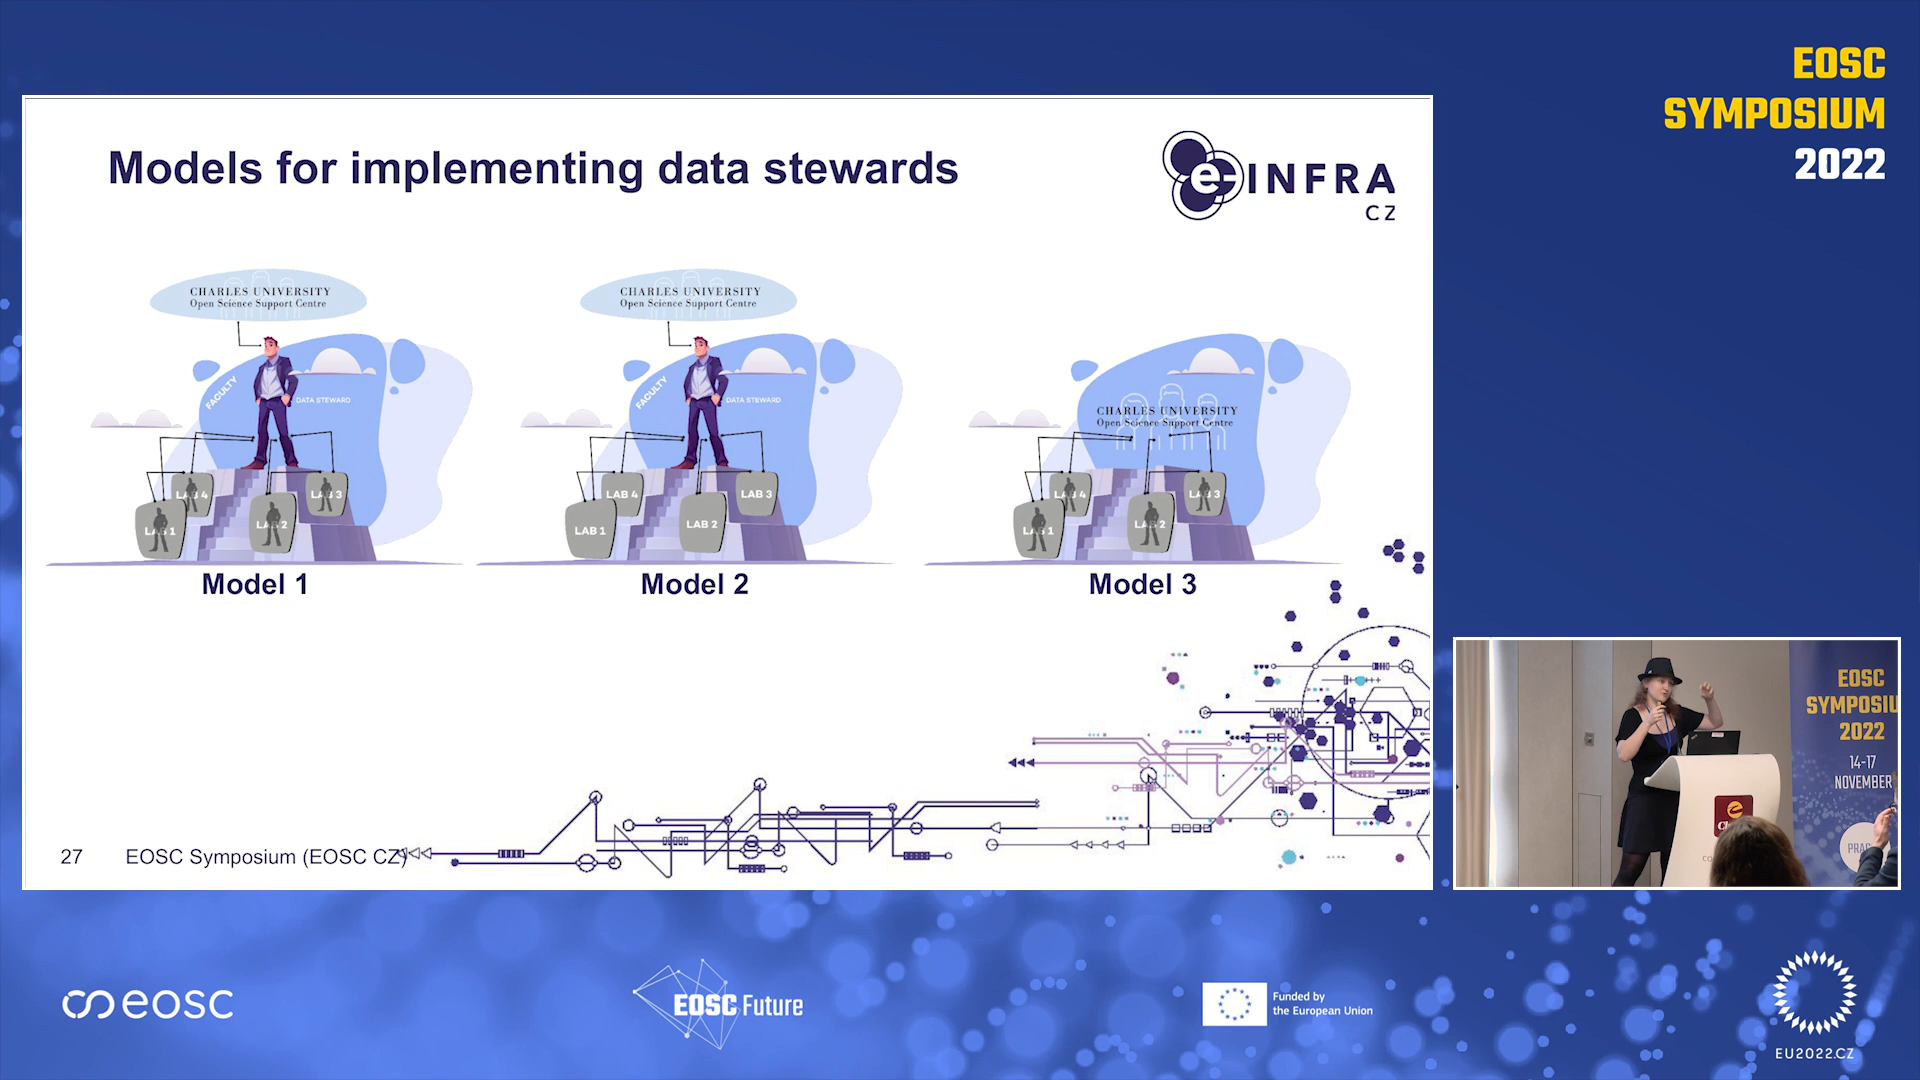 EOSC
SYMPOSIUM
2022
Models for implementing data stewards
e-INFRA
CZ
CHARLES UNIVERSITY
Open Science Support Centre
FACULTY
DATA STEWARD
LAB 4
LAB 3
LAB 1
LAB 2
Model 1
CHARLES UNIVERSITY
Open Science Support Centre
FACULTY
DATA STEWARD
LAB 4
LAB 3
LAB 1
LAB 2
Model 2
CHARLES UNIVERSITY
Open Science Support Centre
LAB 4
LAB 3
LAB 1
LAB 2
Model 3
27 EOSC Symposium (EOSC CZ)
EOSC
SYMPOSIU
2022
14-17
NOVEMBER
eosc
EOSC Future
Funded by
the European Union
EU2022.CZ